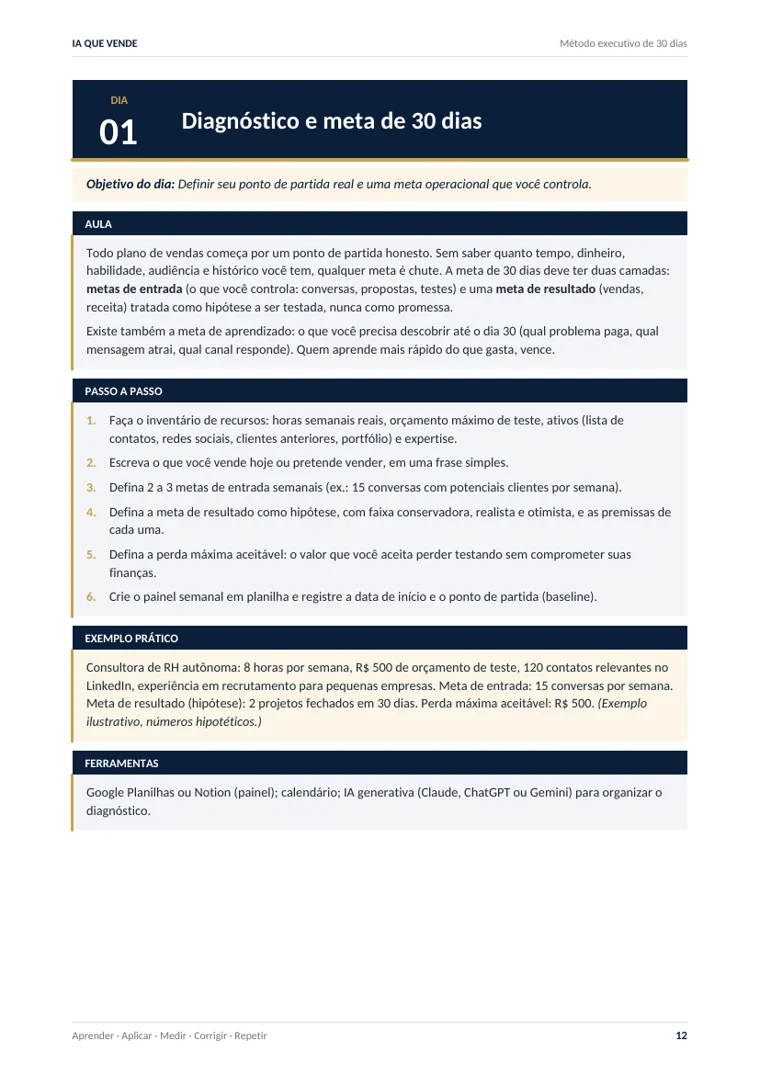 IA QUE VENDE
Método executivo de 30 dias
DIA
01
Diagnóstico e meta de 30 dias
Objetivo do dia: Definir seu ponto de partida real e uma meta operacional que você controla.
AULA
Todo plano de vendas começa por um ponto de partida honesto. Sem saber quanto tempo, dinheiro,
habilidade, audiência e histórico você tem, qualquer meta é chute. A meta de 30 dias deve ter duas camadas:
metas de entrada (o que você controla: conversas, propostas, testes) e uma meta de resultado (vendas,
receita) tratada como hipótese a ser testada, nunca como promessa.
Existe também a meta de aprendizado: o que você precisa descobrir até o dia 30 (qual problema paga, qual
mensagem atrai, qual canal responde). Quem aprende mais rápido do que gasta, vence.
PASSO A PASSO
1. Faça o inventário de recursos: horas semanais reais, orçamento máximo de teste, ativos (lista de
contatos, redes sociais, clientes anteriores, portfólio) e expertise.
2. Escreva o que você vende hoje ou pretende vender, em uma frase simples.
3. Defina 2 a 3 metas de entrada semanais (ex.: 15 conversas com potenciais clientes por semana).
4. Defina a meta de resultado como hipótese, com faixa conservadora, realista e otimista, e as premissas de
cada uma.
5. Defina a perda máxima aceitável: o valor que você aceita perder testando sem comprometer suas
finanças.
6. Crie o painel semanal em planilha e registre a data de início e o ponto de partida (baseline).
EXEMPLO PRÁTICO
Consultora de RH autônoma: 8 horas por semana, R$ 500 de orçamento de teste, 120 contatos relevantes no
LinkedIn, experiência em recrutamento para pequenas empresas. Meta de entrada: 15 conversas por semana.
Meta de resultado (hipótese): 2 projetos fechados em 30 dias. Perda máxima aceitável: R$ 500. (Exemplo
ilustrativo, números hipotéticos.)
FERRAMENTAS
Google Planilhas ou Notion (painel); calendário; IA generativa (Claude, ChatGPT ou Gemini) para organizar o
diagnóstico.
Aprender · Aplicar · Medir · Corrigir · Repetir
12